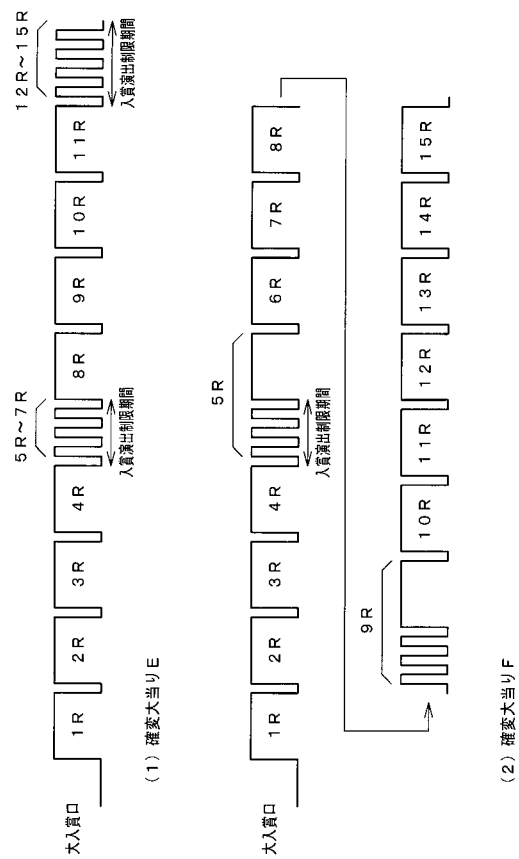 大入賞口
1R
2R
3R
4R
5R~7R
入賞演出制限期間
8R
9R
10R
11R
12R~15R
入賞演出制限期間
(1)確変大当りE
大入賞口
1R
2R
3R
4R
5R
入賞演出制限期間
6R
7R
8R
9R
10R
11R
12R
13R
14R
15R
(2)確変大当りF